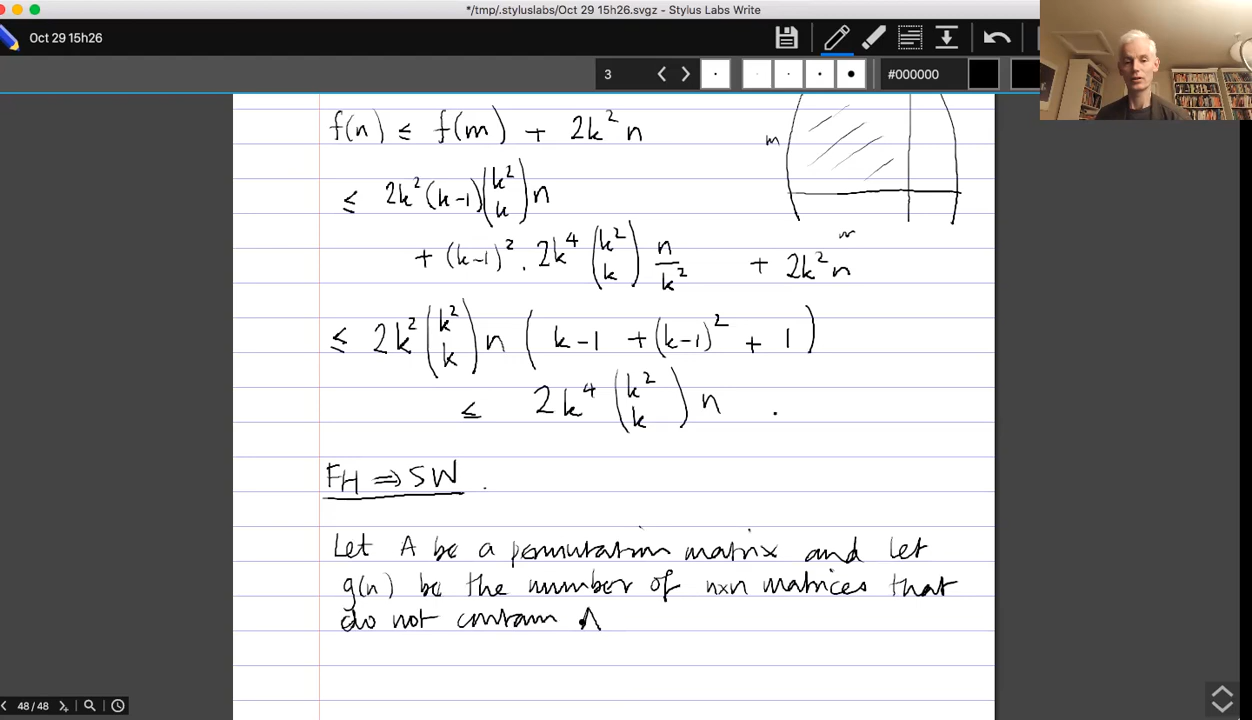 */tmp/.styluslabs/Oct 29 15h26.svgz - Stylus Labs Write
Oct 29 15h26
3
#000000
f(n) ≤ f(m) + 2k² n
m
≤ 2k² (k-1) (k² k) n
n
+ (k-1)² . 2k⁴ (k² k) n/k² + 2k² n
≤ 2k² (k² k) n ( k-1 + (k-1)² + 1 )
≤ 2k⁴ (k² k) n .
FH ⇒ SW .
Let A be a permutation matrix and let
g(n) be the number of n×n matrices that
do not contain A
48/48